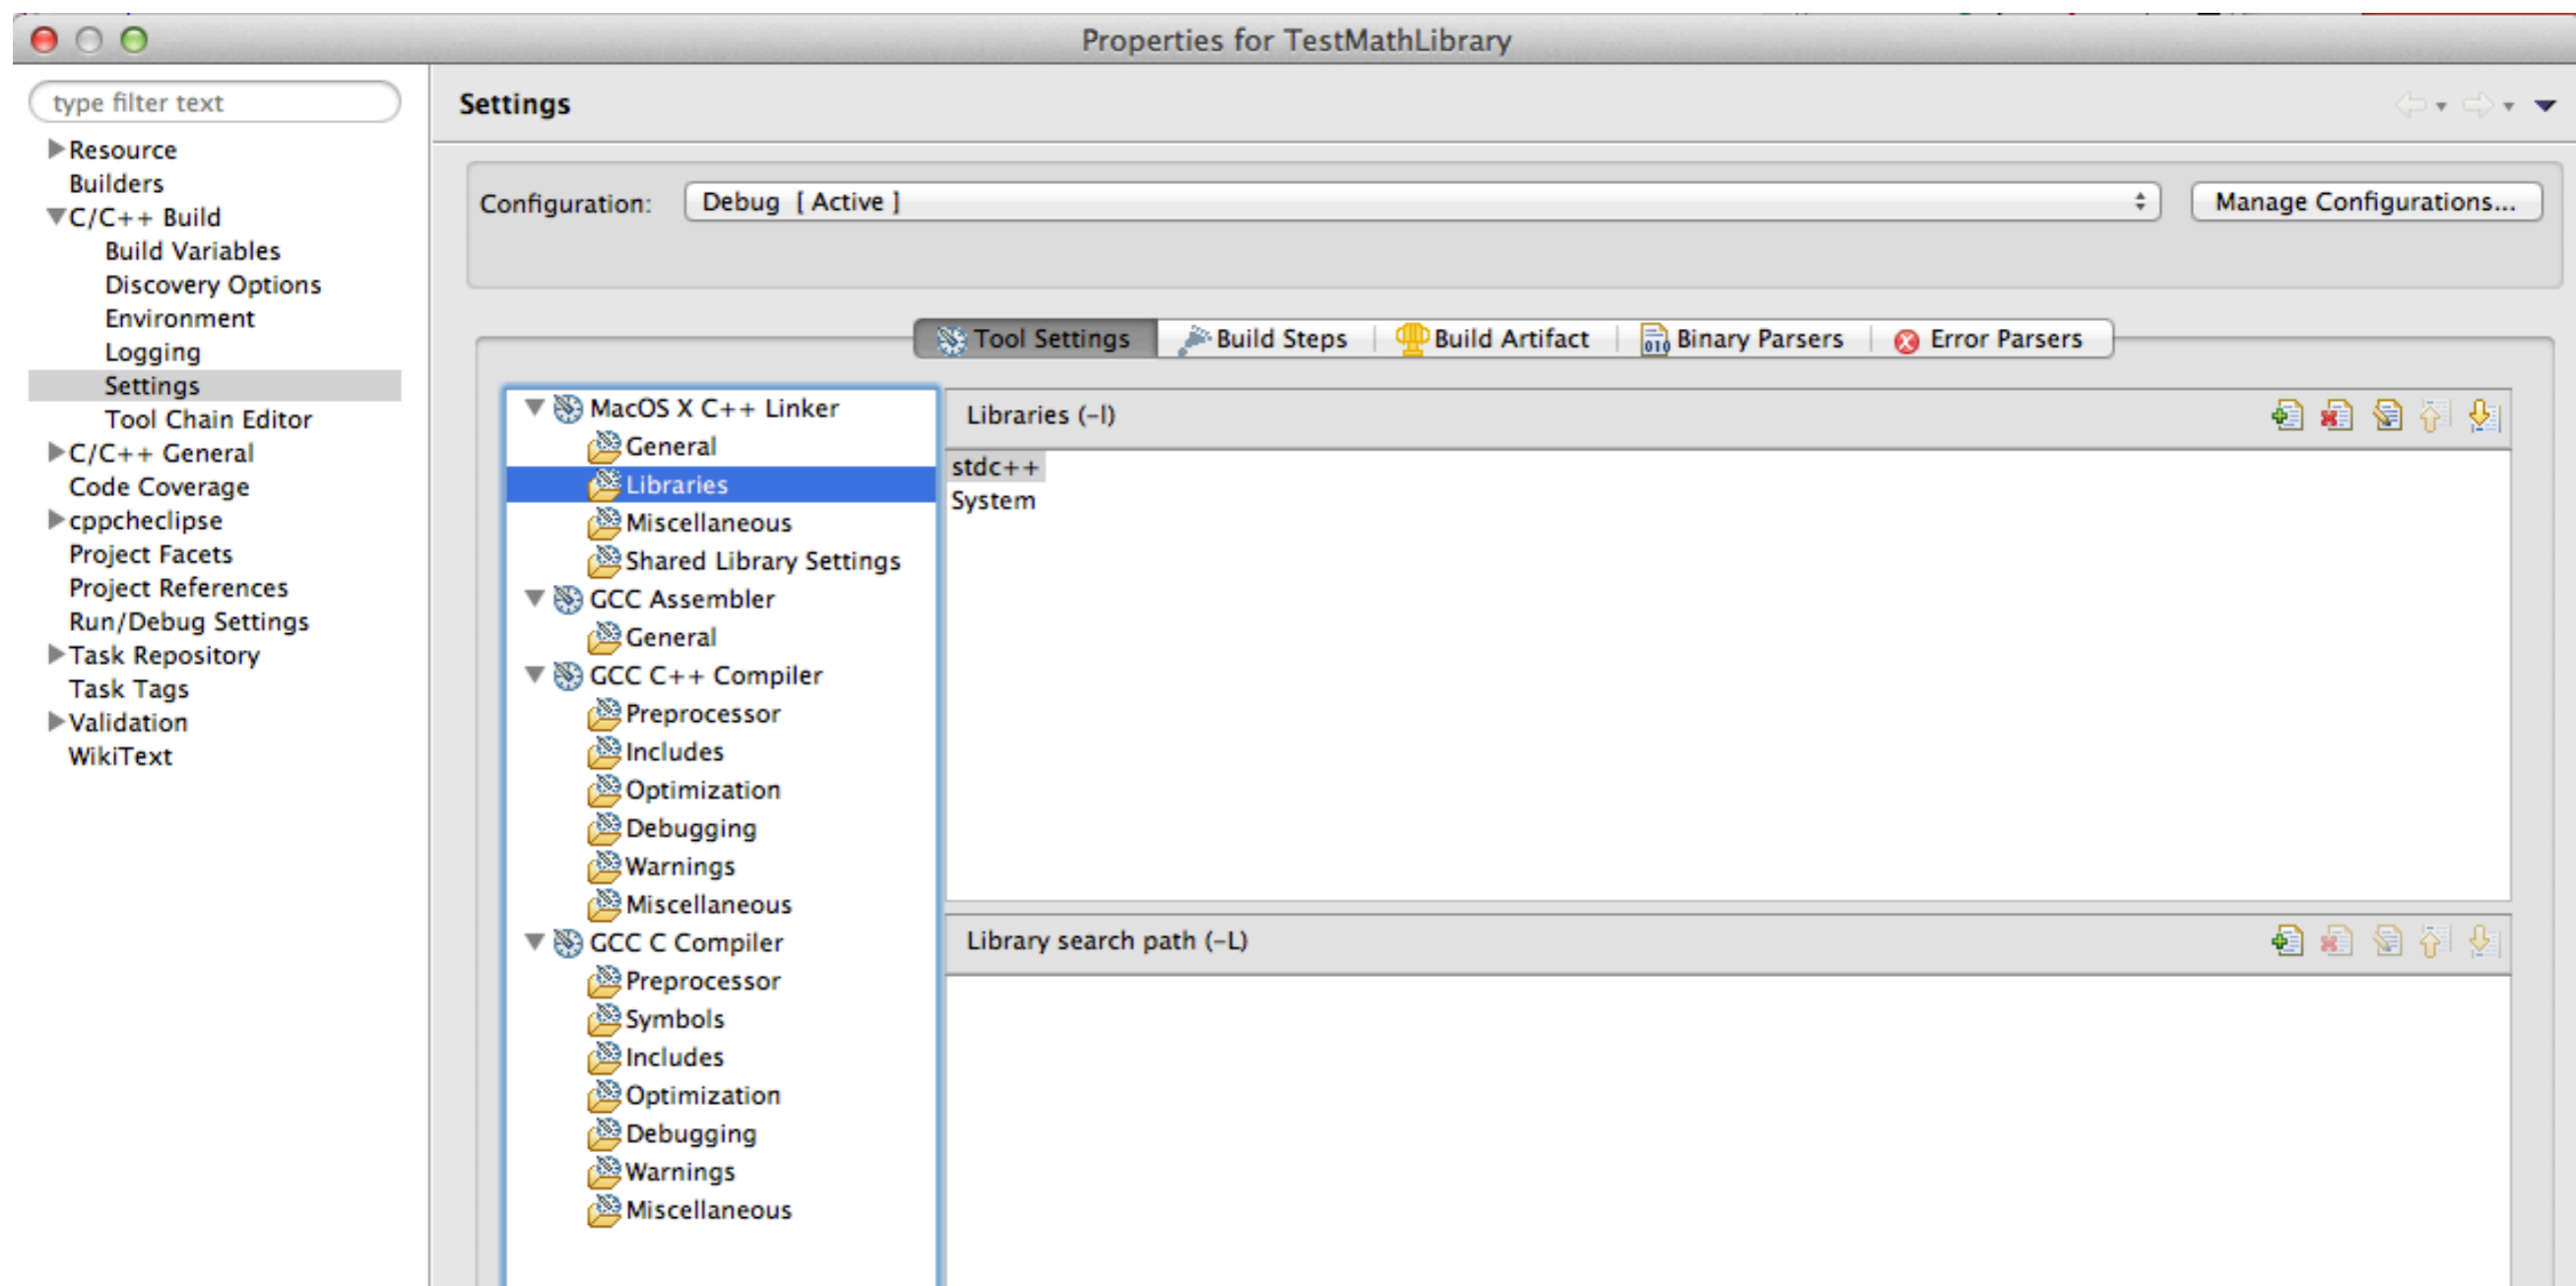 Properties for TestMathLibrary
type filter text
Resource
Builders
C/C++ Build
Build Variables
Discovery Options
Environment
Logging
Settings
Tool Chain Editor
C/C++ General
Code Coverage
cppcheclipse
Project Facets
Project References
Run/Debug Settings
Task Repository
Task Tags
Validation
WikiText
Settings
Configuration: Debug [ Active ] Manage Configurations...
Tool Settings Build Steps Build Artifact Binary Parsers Error Parsers
MacOS X C++ Linker
General
Libraries
Miscellaneous
Shared Library Settings
GCC Assembler
General
GCC C++ Compiler
Preprocessor
Includes
Optimization
Debugging
Warnings
Miscellaneous
GCC C Compiler
Preprocessor
Symbols
Includes
Optimization
Debugging
Warnings
Miscellaneous
Libraries (-l)
stdc++
System
Library search path (-L)